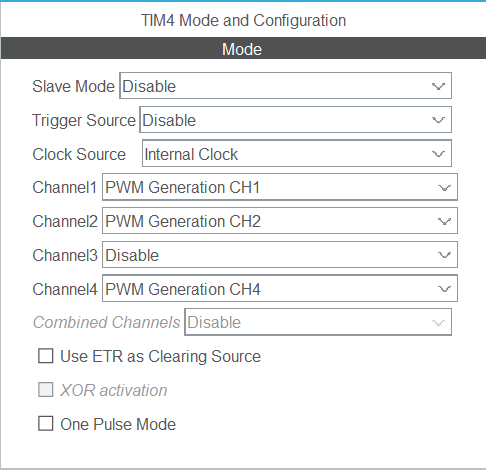 TIM4 Mode and Configuration
Mode
Slave Mode Disable
Trigger Source Disable
Clock Source Internal Clock
Channel1 PWM Generation CH1
Channel2 PWM Generation CH2
Channel3 Disable
Channel4 PWM Generation CH4
Combined Channels Disable
Use ETR as Clearing Source
XOR activation
One Pulse Mode